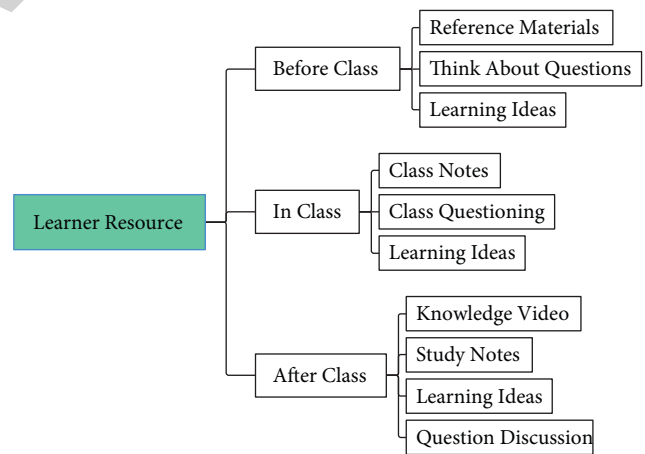 Learner Resource
Before Class
Reference Materials
Think About Questions
Learning Ideas
In Class
Class Notes
Class Questioning
Learning Ideas
After Class
Knowledge Video
Study Notes
Learning Ideas
Question Discussion